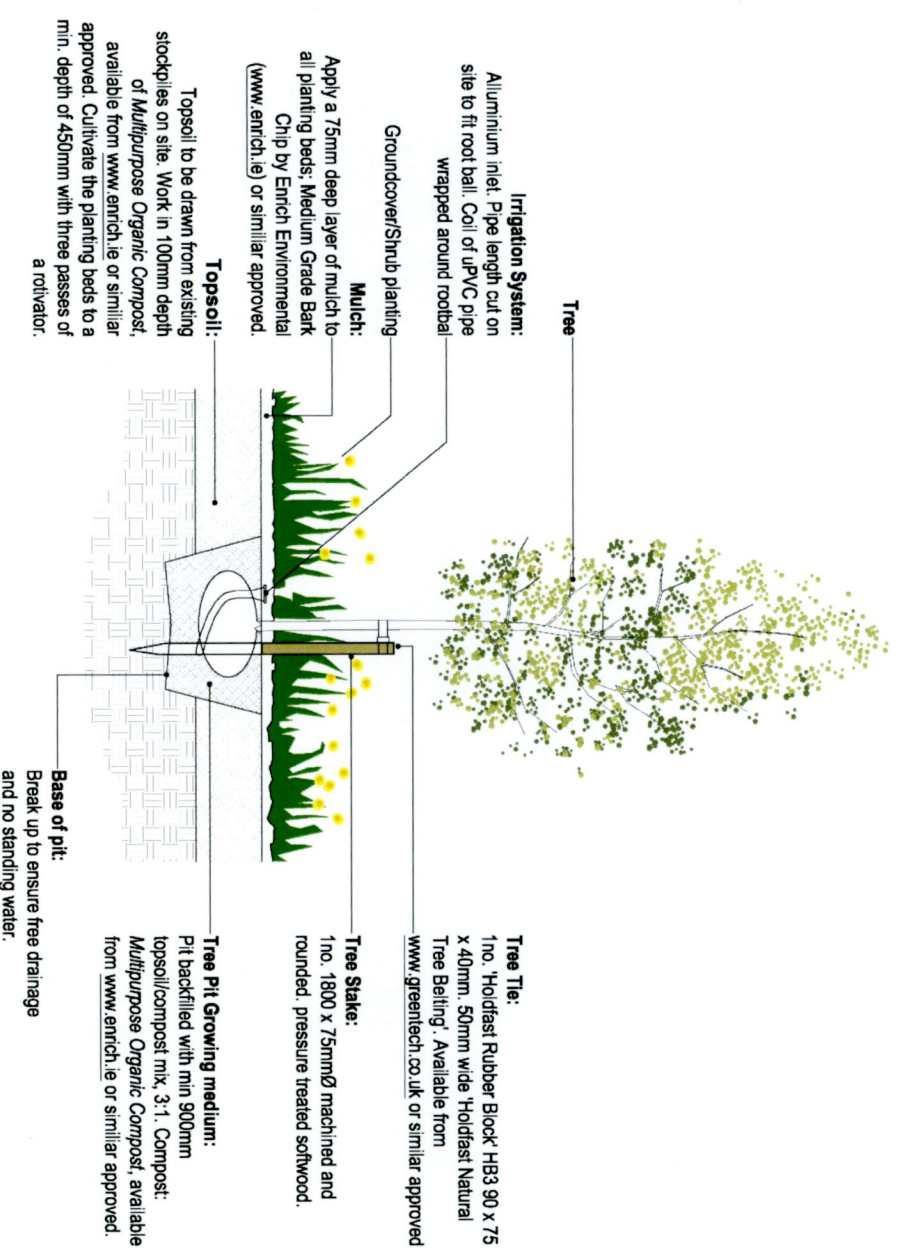 Tree
Irrigation System:
Alluminium inlet. Pipe length cut on
site to fit root ball. Coil of uPVC pipe
wrapped around rootbal
Groundcover/Shrub planting
Mulch:
Apply a 75mm deep layer of mulch to
all planting beds; Medium Grade Bark
Chip by Enrich Environmental
(www.enrich.ie) or similiar approved.
Topsoil:
Topsoil to be drawn from existing
stockpiles on site. Work in 100mm depth
of Multipurpose Organic Compost,
available from www.enrich.ie or similiar
approved. Cultivate the planting beds to a
min. depth of 450mm with three passes of
a rotivator.
Tree Tie:
1no. 'Holdfast Rubber Block' HB3 90 x 75
x 40mm. 50mm wide 'Holdfast Natural
Tree Belting'. Available from
www.greentech.co.uk or similar approved
Tree Stake:
1no. 1800 x 75mmØ machined and
rounded. pressure treated softwood.
Tree Pit Growing medium:
Pit backfilled with min 900mm
topsoil/compost mix, 3:1. Compost:
Multipurpose Organic Compost, available
from www.enrich.ie or similiar approved.
Base of pit:
Break up to ensure free drainage
and no standing water.